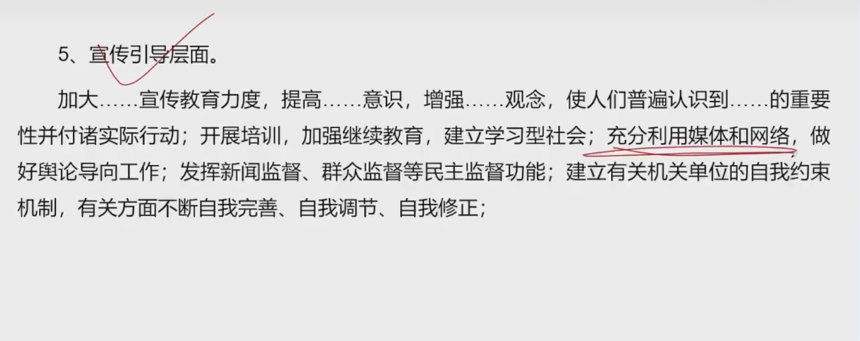 5、宣传引导层面。
加大……宣传教育力度，提高……意识，增强……观念，使人们普遍认识到……的重要
性并付诸实际行动；开展培训，加强继续教育，建立学习型社会；充分利用媒体和网络，做
好舆论导向工作；发挥新闻监督、群众监督等民主监督功能；建立有关机关单位的自我约束
机制，有关方面不断自我完善、自我调节、自我修正；